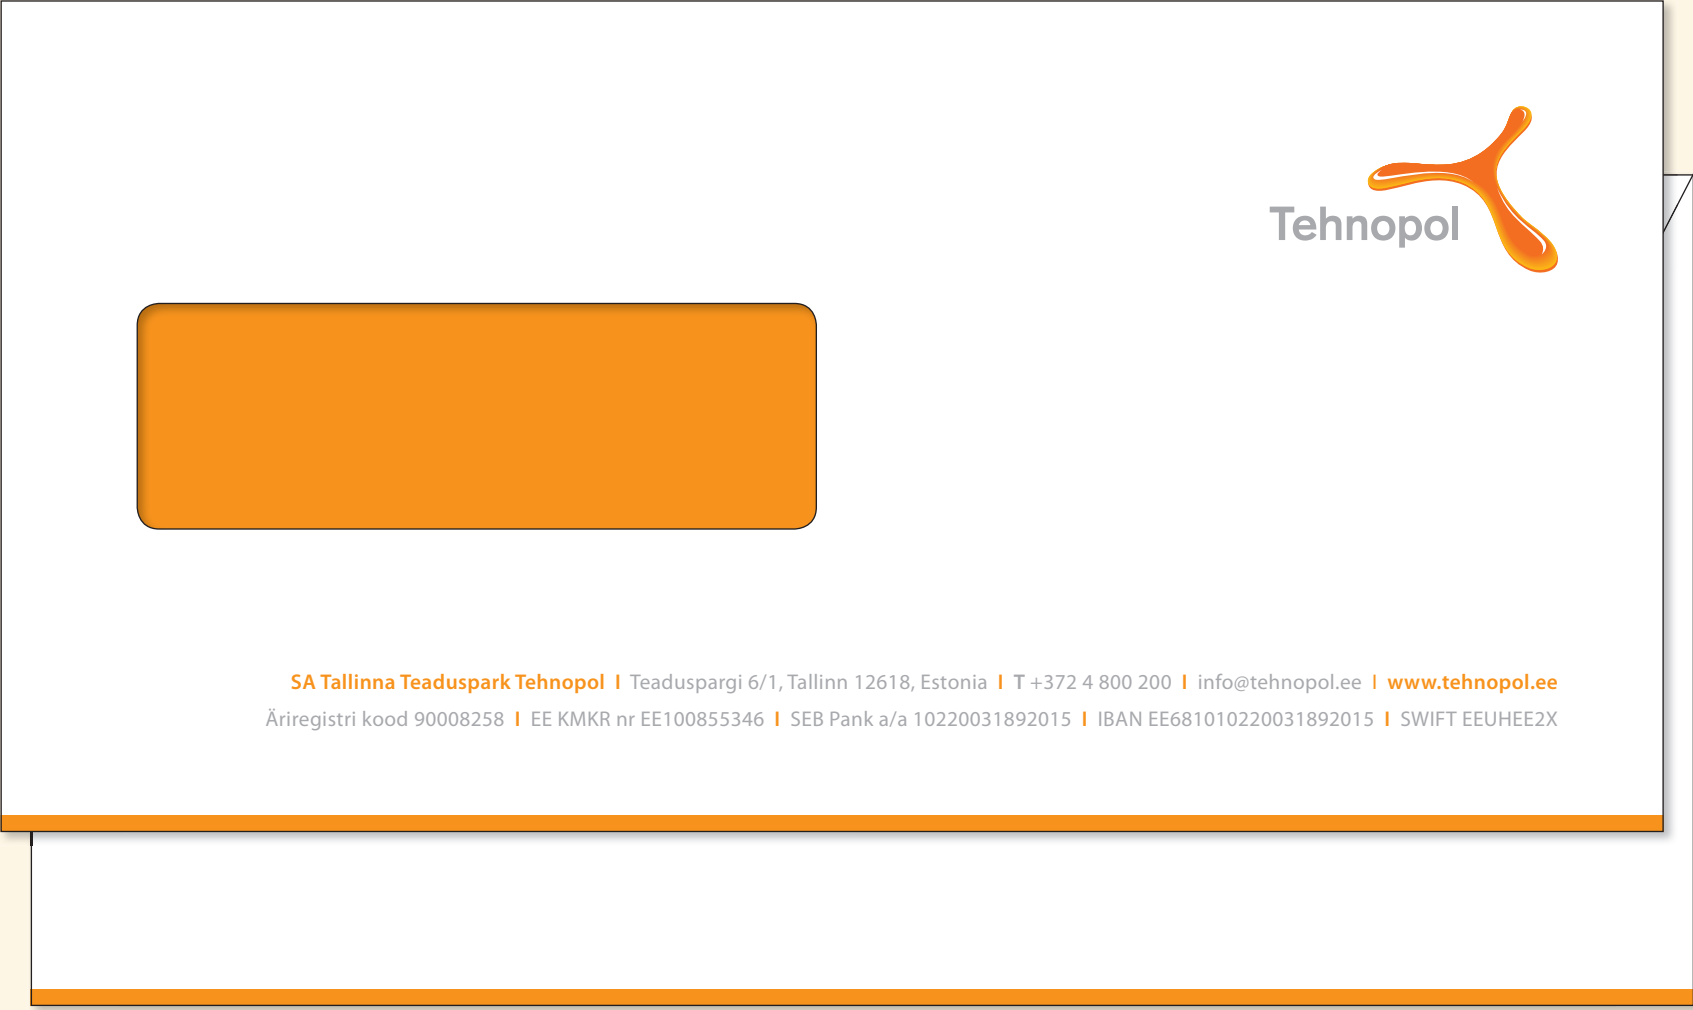 Tehnopol
SA Tallinna Teaduspark Tehnopol I Teaduspargi 6/1, Tallinn 12618, Estonia I T +372 4 800 200 I info@tehnopol.ee I www.tehnopol.ee
Äriregistri kood 90008258 I EE KMKR nr EE100855346 I SEB Pank a/a 10220031892015 I IBAN EE681010220031892015 I SWIFT EEUHEE2X